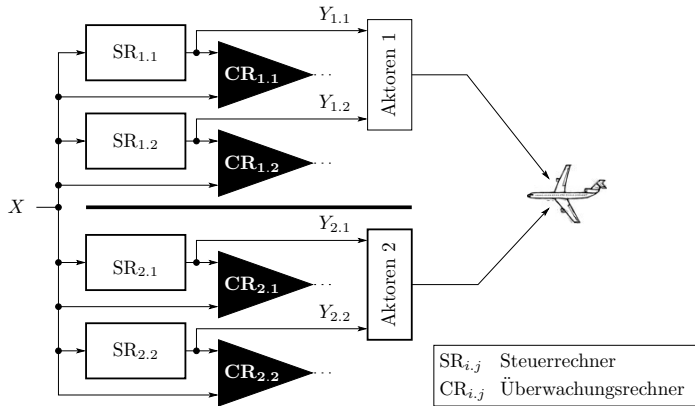 Y₁.₁
SR₁.₁
CR₁.₁ ...
Aktoren 1
Y₁.₂
SR₁.₂
CR₁.₂ ...
X
Y₂.₁
SR₂.₁
CR₂.₁ ...
Aktoren 2
Y₂.₂
SR₂.₂
CR₂.₂ ...
SRᵢ.ⱼ Steuerrechner
CRᵢ.ⱼ Überwachungsrechner